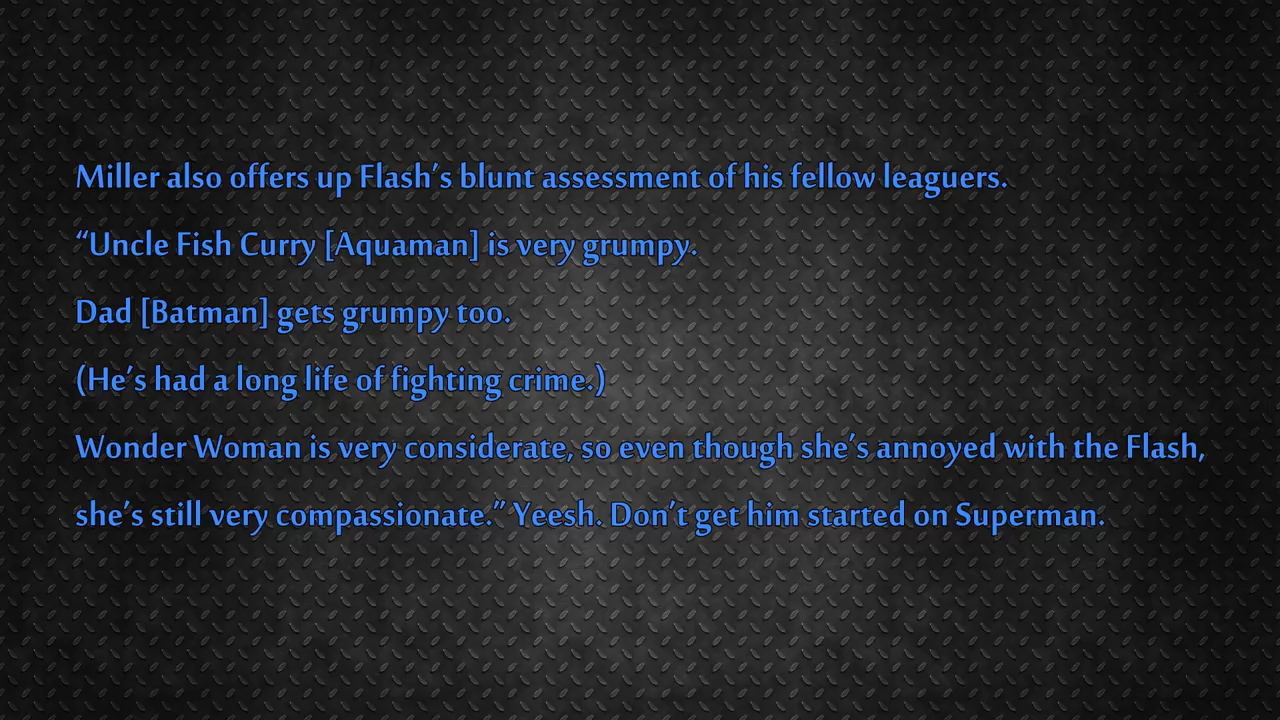 Miller also offers up Flash’s blunt assessment of his fellow leaguers.
“Uncle Fish Curry [Aquaman] is very grumpy.
Dad [Batman] gets grumpy too.
(He’s had a long life of fighting crime.)
Wonder Woman is very considerate, so even though she’s annoyed with the Flash,
she’s still very compassionate.” Yeesh. Don’t get him started on Superman.